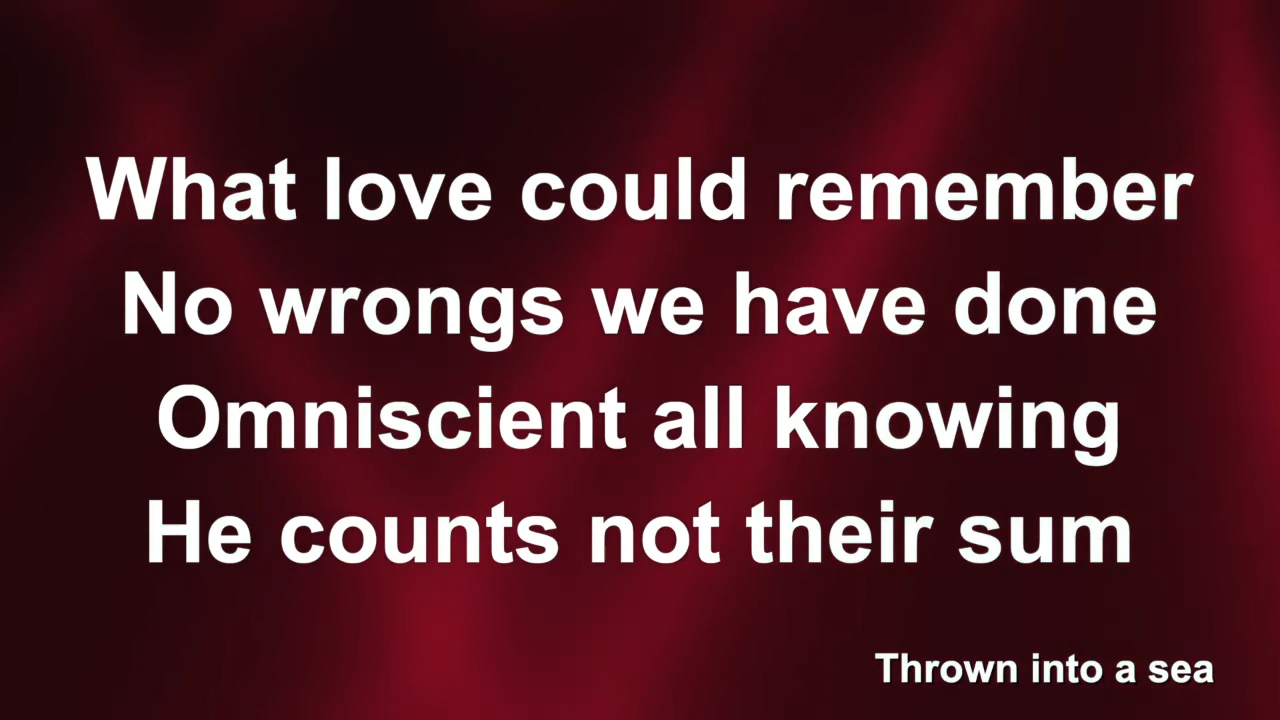 What love could remember
No wrongs we have done
Omniscient all knowing
He counts not their sum
Thrown into a sea